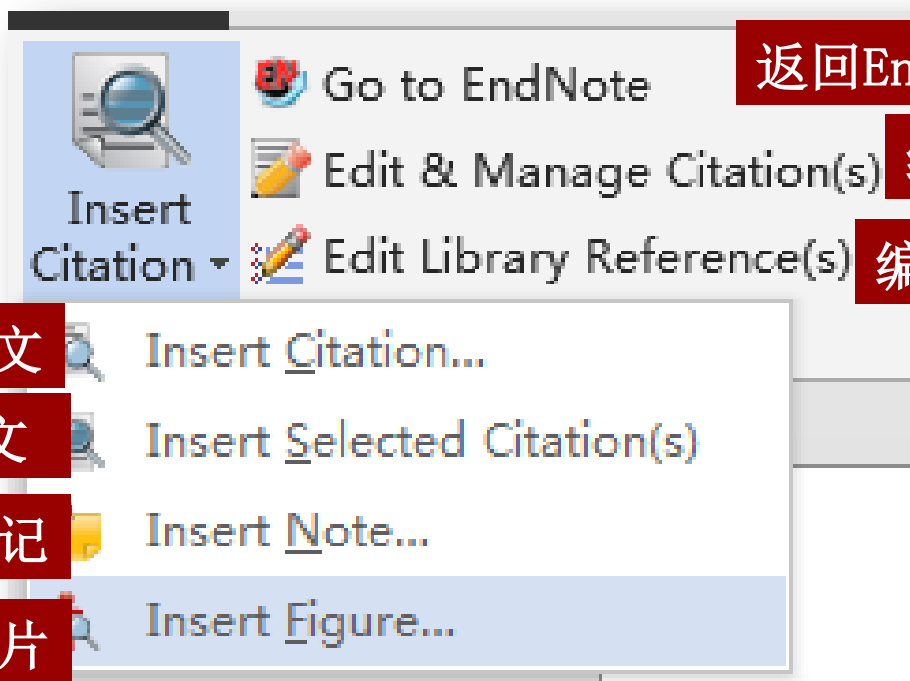 Go to EndNote
返回En
Edit & Manage Citation(s)
Insert
Citation
Edit Library Reference(s)
编
文
Insert Citation...
文
Insert Selected Citation(s)
记
Insert Note...
片
Insert Figure...